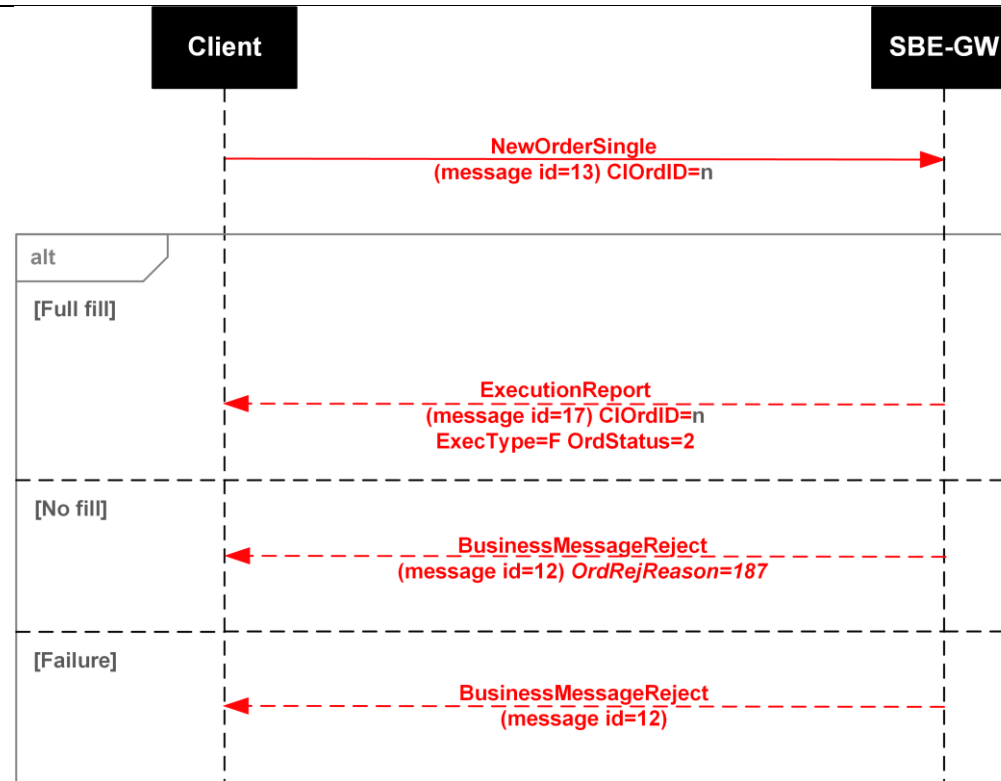 Client
SBE-GW
NewOrderSingle
(message id=13) ClOrdID=n
alt
[Full fill]
ExecutionReport
(message id=17) ClOrdID=n
ExecType=F OrdStatus=2
[No fill]
BusinessMessageReject
(message id=12) OrdRejReason=187
[Failure]
BusinessMessageReject
(message id=12)